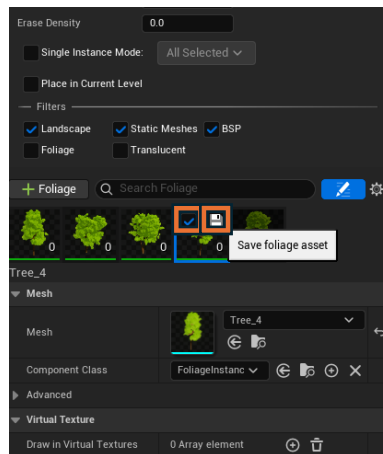 Erase Density 0.0
Single Instance Mode: All Selected
Place in Current Level
Filters
Landscape Static Meshes BSP
Foliage Translucent
+ Foliage Search Foliage
0 0 0 0
Save foliage asset
Tree_4
Mesh
Mesh Tree_4
Component Class FoliageInstanc
Advanced
Virtual Texture
Draw in Virtual Textures 0 Array element